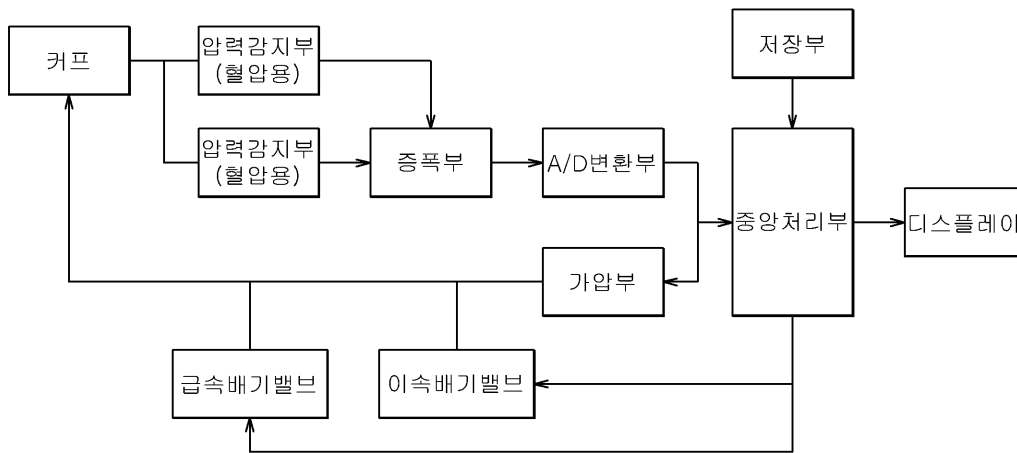 커프
압력감지부
(혈압용)
저장부
압력감지부
(혈압용)
증폭부
A/D변환부
중앙처리부
디스플레이
가압부
급속배기밸브
이속배기밸브